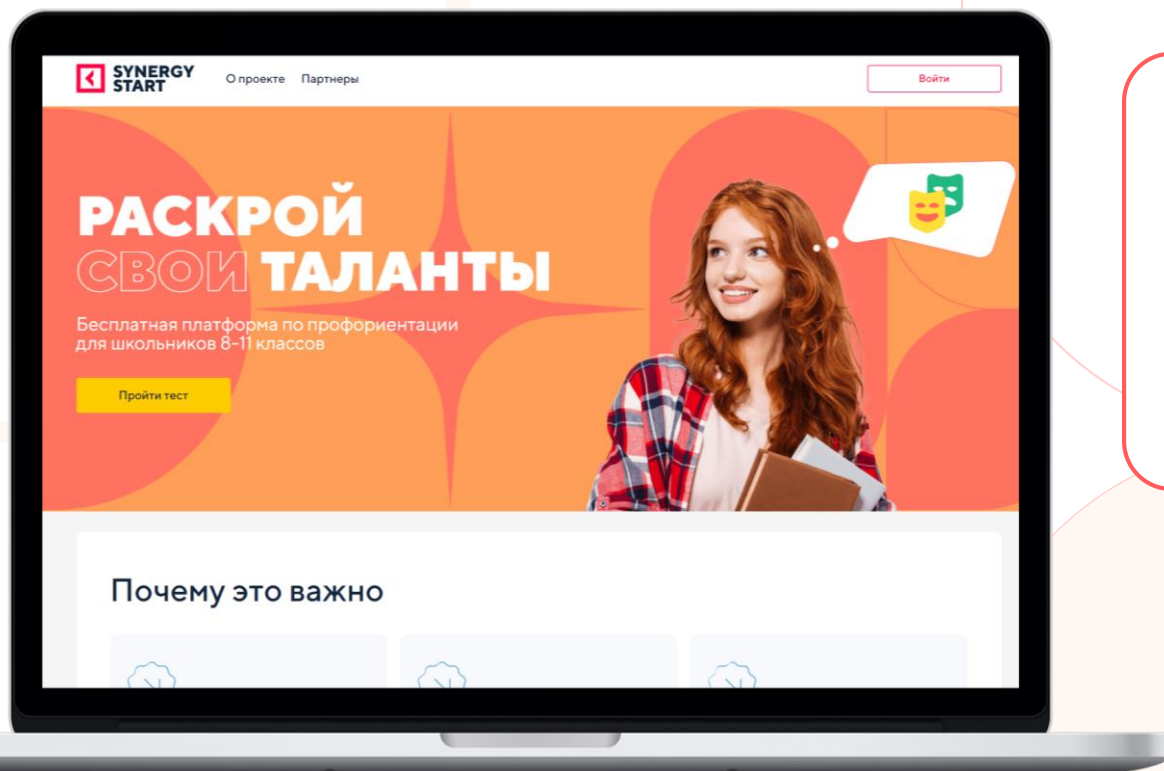 SYNERGY
START
О проекте Партнеры
Войти
РАСКРОЙ
СВОИ ТАЛАНТЫ
Бесплатная платформа по профориентации
для школьников 8-11 классов
Пройти тест
Почему это важно